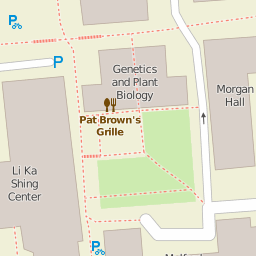 P
P
Genetics
and Plant
Biology
Morgan
Hall
Pat Brown's
Grille
Li Ka
Shing
Center
P